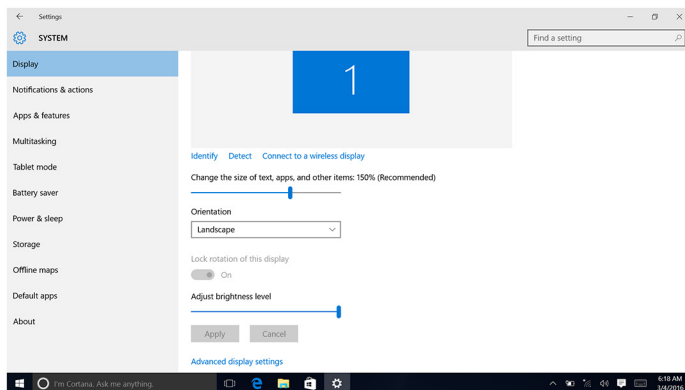 Settings
SYSTEM
Find a setting
Display
Notifications & actions
Apps & features
Multitasking
Tablet mode
Battery saver
Power & sleep
Storage
Offline maps
Default apps
About
1
Identify Detect Connect to a wireless display
Change the size of text, apps, and other items: 150% (Recommended)
Orientation
Landscape
Lock rotation of this display
On
Adjust brightness level
Apply Cancel
Advanced display settings
I'm Cortana. Ask me anything.
6:18 AM
3/4/2016